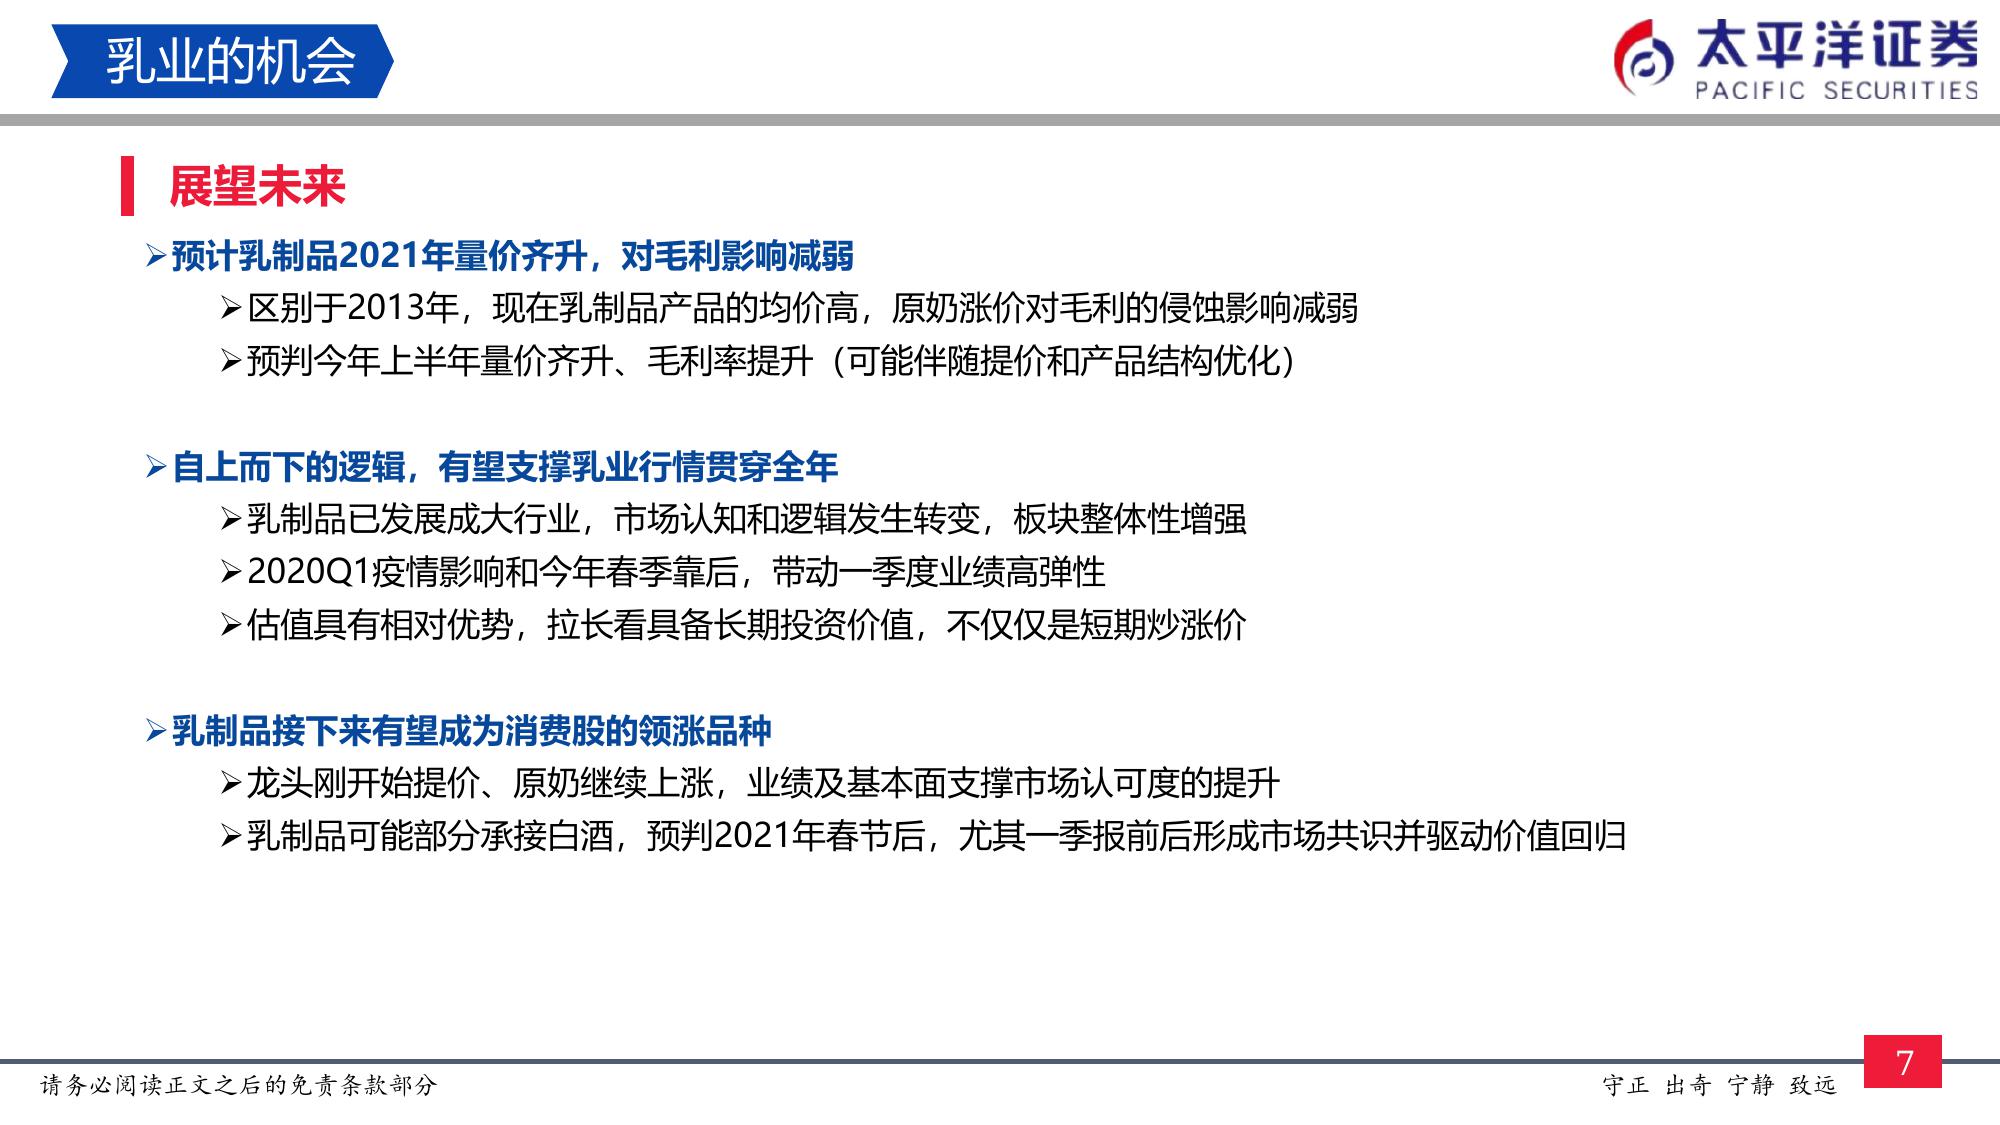 乳业的机会
太平洋证券
PACIFIC SECURITIES
展望未来
➢预计乳制品2021年量价齐升，对毛利影响减弱
➢区别于2013年，现在乳制品产品的均价高，原奶涨价对毛利的侵蚀影响减弱
➢预判今年上半年量价齐升、毛利率提升（可能伴随提价和产品结构优化）
➢自上而下的逻辑，有望支撑乳业行情贯穿全年
➢乳制品已发展成大行业，市场认知和逻辑发生转变，板块整体性增强
➢2020Q1疫情影响和今年春季靠后，带动一季度业绩高弹性
➢估值具有相对优势，拉长看具备长期投资价值，不仅仅是短期炒涨价
➢乳制品接下来有望成为消费股的领涨品种
➢龙头刚开始提价、原奶继续上涨，业绩及基本面支撑市场认可度的提升
➢乳制品可能部分承接白酒，预判2021年春节后，尤其一季报前后形成市场共识并驱动价值回归
请务必阅读正文之后的免责条款部分
守正 出奇 宁静 致远
7